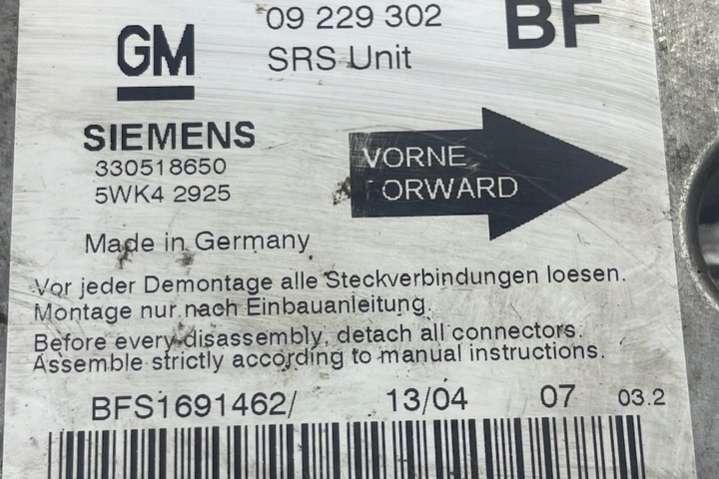 GM
09 229 302
BF
SRS Unit
SIEMENS
330518650
5WK4 2925
VORNE
FORWARD
Made in Germany
Vor jeder Demontage alle Steckverbindungen loesen.
Montage nur nach Einbauanleitung.
Before every disassembly, detach all connectors.
Assemble strictly according to manual instructions.
BFS1691462/ 13/04 07 03.2